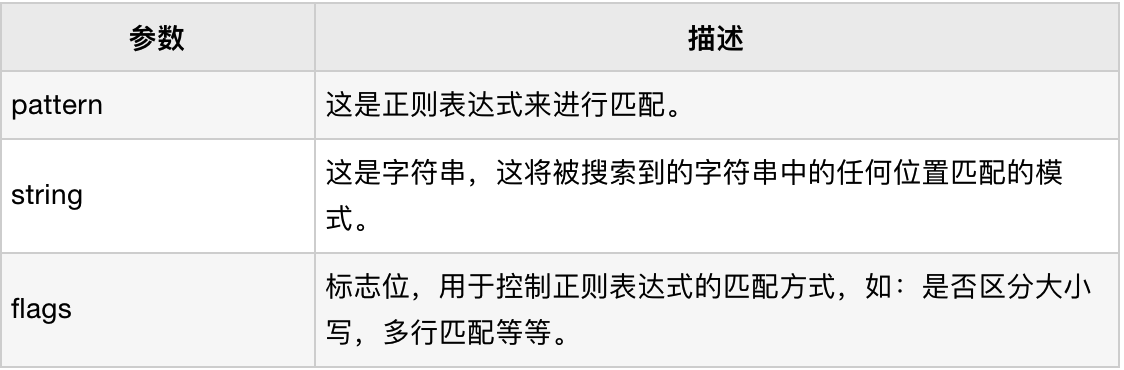 参数 描述
pattern 这是正则表达式来进行匹配。
string 这是字符串，这将被搜索到的字符串中的任何位置匹配的模
式。
flags 标志位，用于控制正则表达式的匹配方式，如：是否区分大小
写，多行匹配等等。